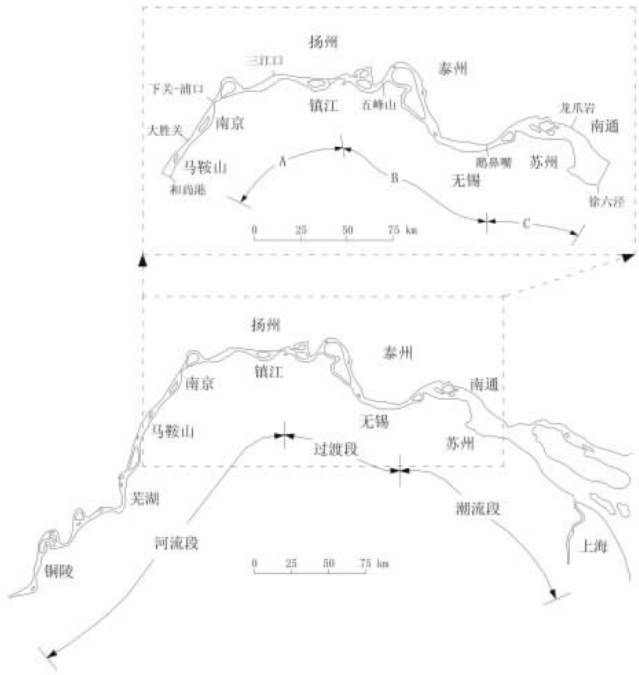 扬州
三江口
泰州
下关-浦口
镇江
五峰山
龙爪岩
南京
南通
大胜关
马鞍山
A
鹅鼻嘴
苏州
无锡
和尚港
B
徐六泾
C
0 25 50 75 km
扬州
泰州
镇江
南京
南通
无锡
马鞍山
苏州
过渡段
芜湖
潮流段
河流段
上海
铜陵
0 25 50 75 km